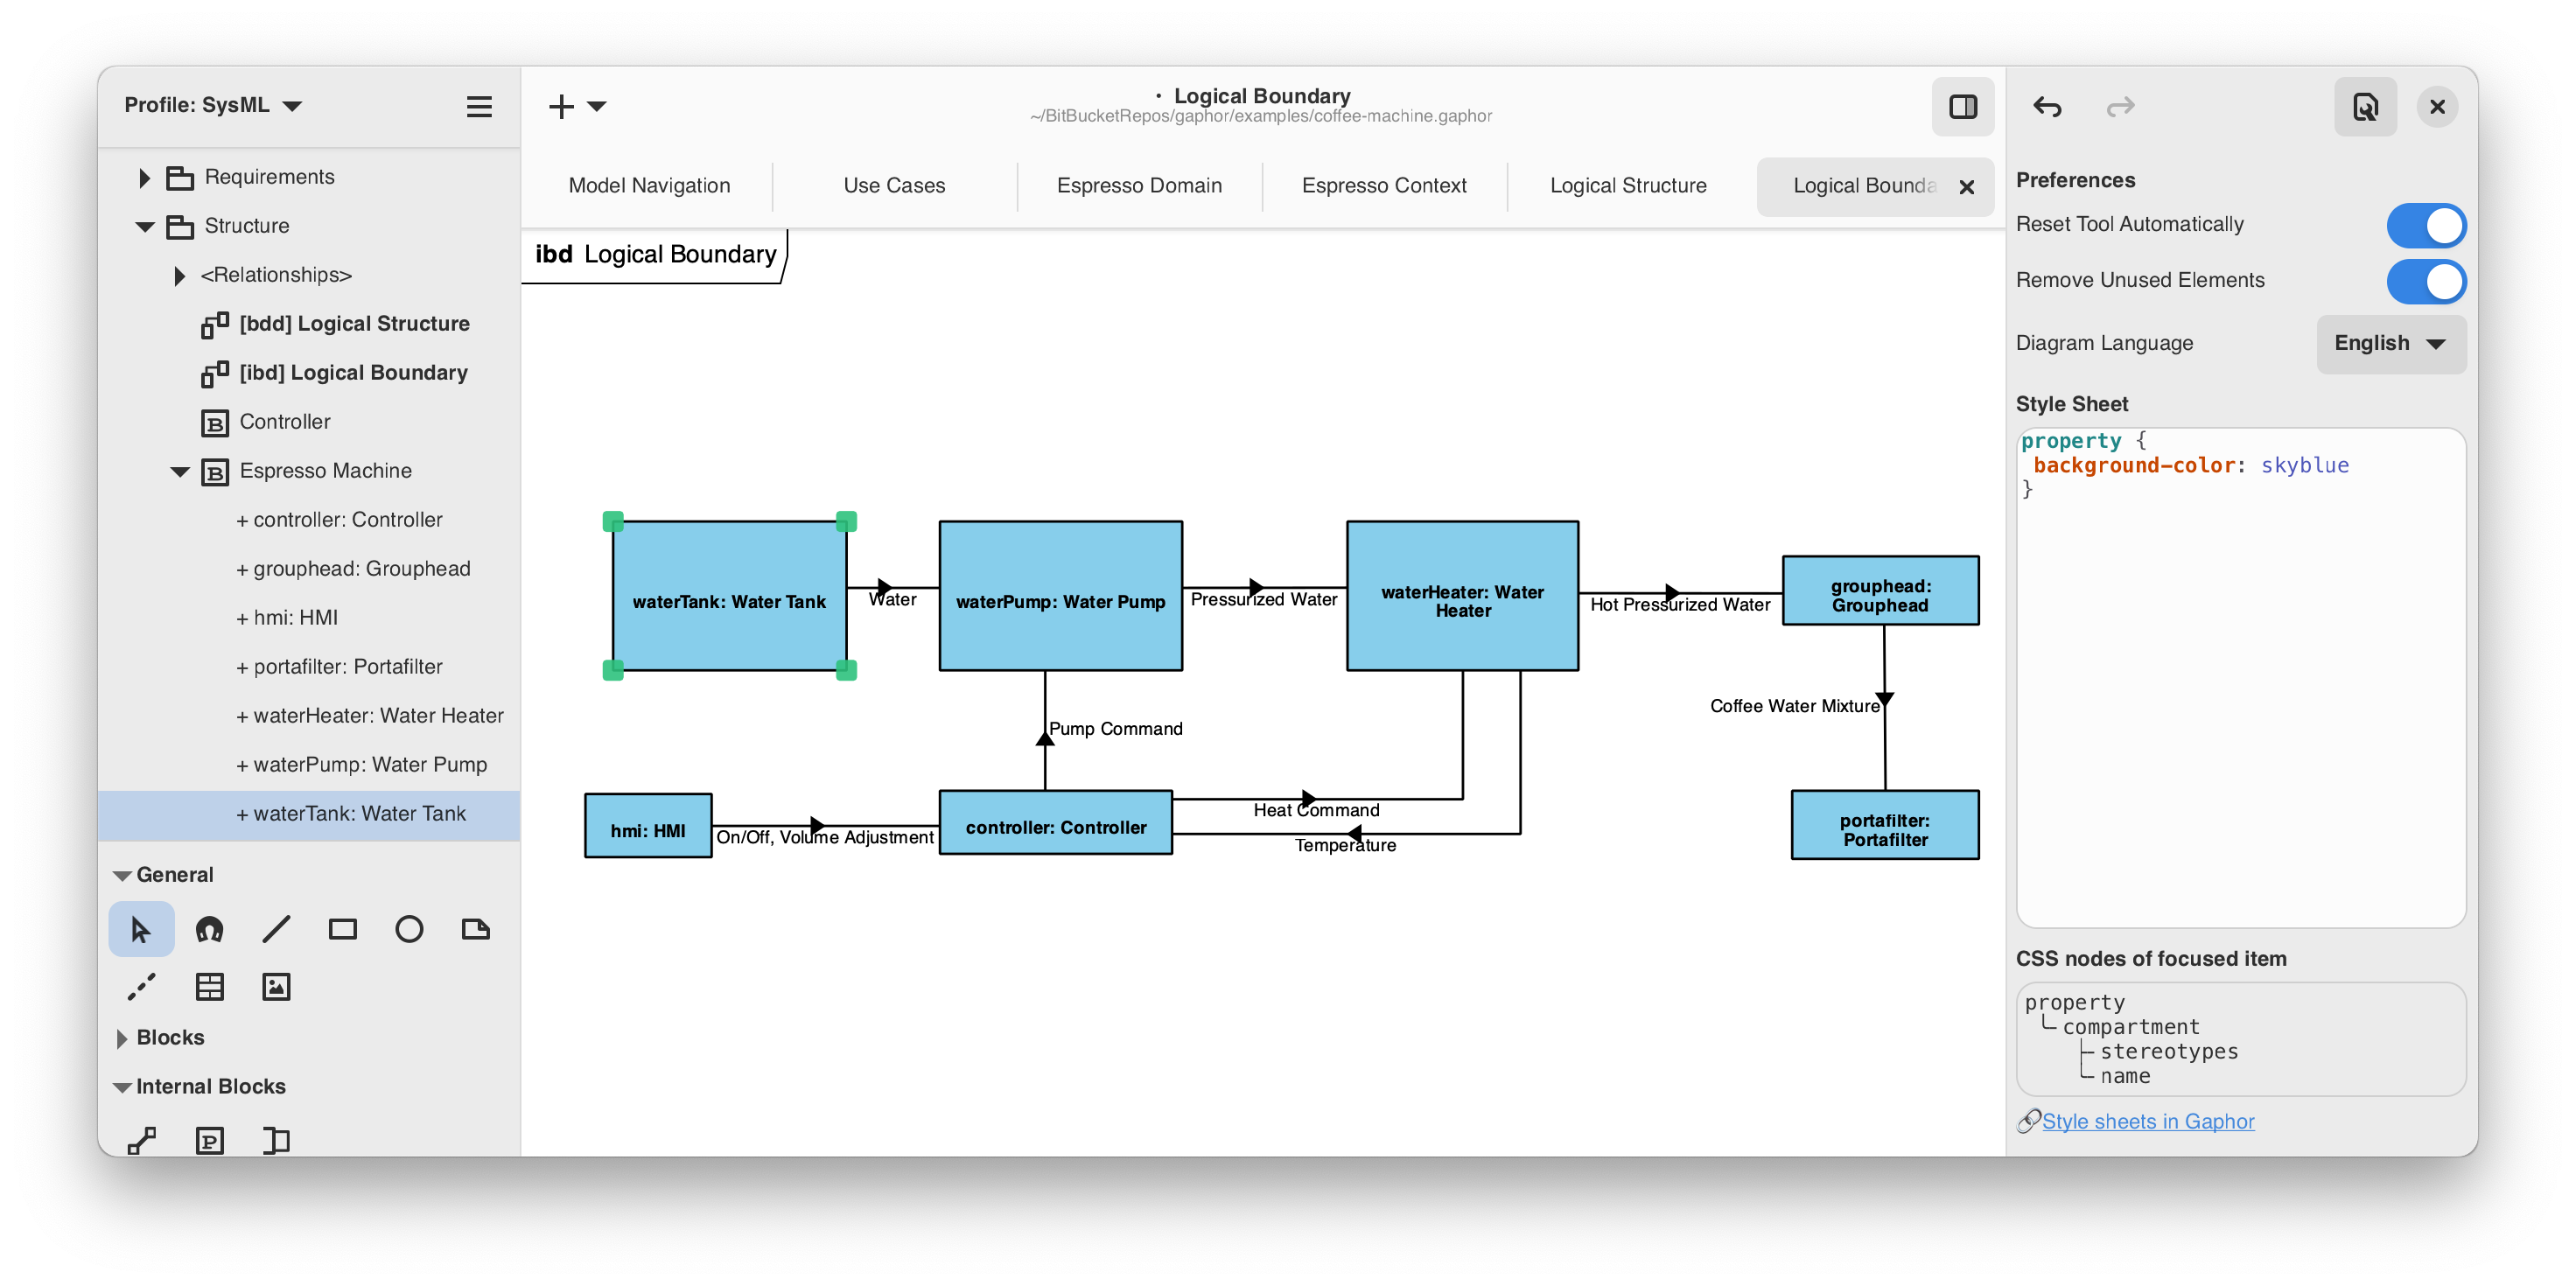 Profile: SysML
Requirements
Structure
<Relationships>
[bdd] Logical Structure
[ibd] Logical Boundary
B Controller
B Espresso Machine
+ controller: Controller
+ grouphead: Grouphead
+ hmi: HMI
+ portafilter: Portafilter
+ waterHeater: Water Heater
+ waterPump: Water Pump
+ waterTank: Water Tank
General
Blocks
Internal Blocks
P
• Logical Boundary
~/BitBucketRepos/gaphor/examples/coffee-machine.gaphor
Model Navigation
Use Cases
Espresso Domain
Espresso Context
Logical Structure
Logical Bounda
ibd Logical Boundary
waterTank: Water Tank
Water
waterPump: Water Pump
Pressurized Water
waterHeater: Water
Heater
Hot Pressurized Water
grouphead:
Grouphead
Pump Command
Coffee Water Mixture
hmi: HMI
On/Off, Volume Adjustment
controller: Controller
Heat Command
Temperature
portafilter:
Portafilter
Preferences
Reset Tool Automatically
Remove Unused Elements
Diagram Language
English
Style Sheet
property {
background-color: skyblue
}
CSS nodes of focused item
property
compartment
stereotypes
name
Style sheets in Gaphor